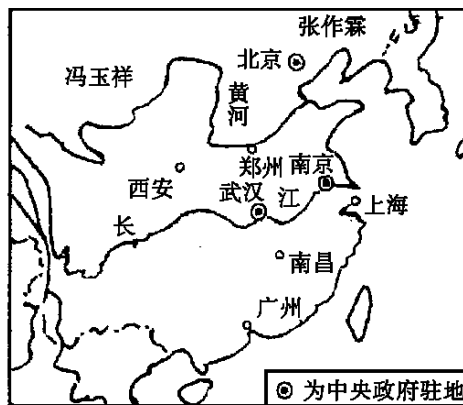 张作霖
北京
冯玉祥
黄河
郑州
南京
西安
武汉
江
上海
长
南昌
广州
为中央政府驻地